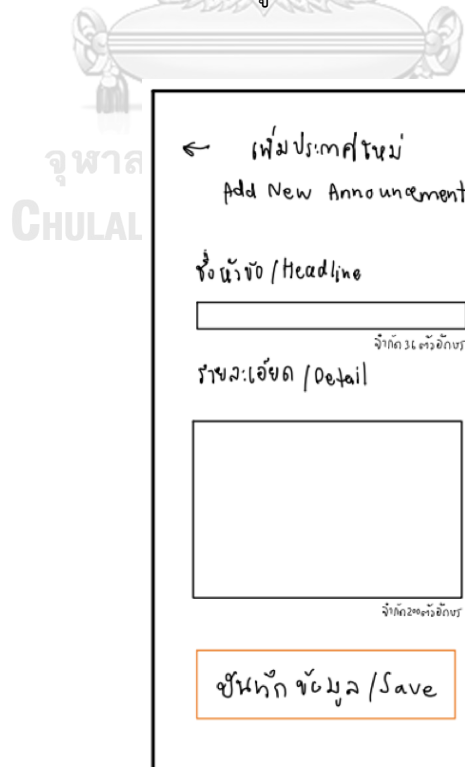 ← เพิ่มประกาศใหม่
Add New Announcement
ชื่อหัวข้อ / Headline
จำกัด 36 ตัวอักษร
รายละเอียด / Detail
จำกัด 200 ตัวอักษร
บันทึก ข้อมูล / Save
จุฬาล
CHULAL